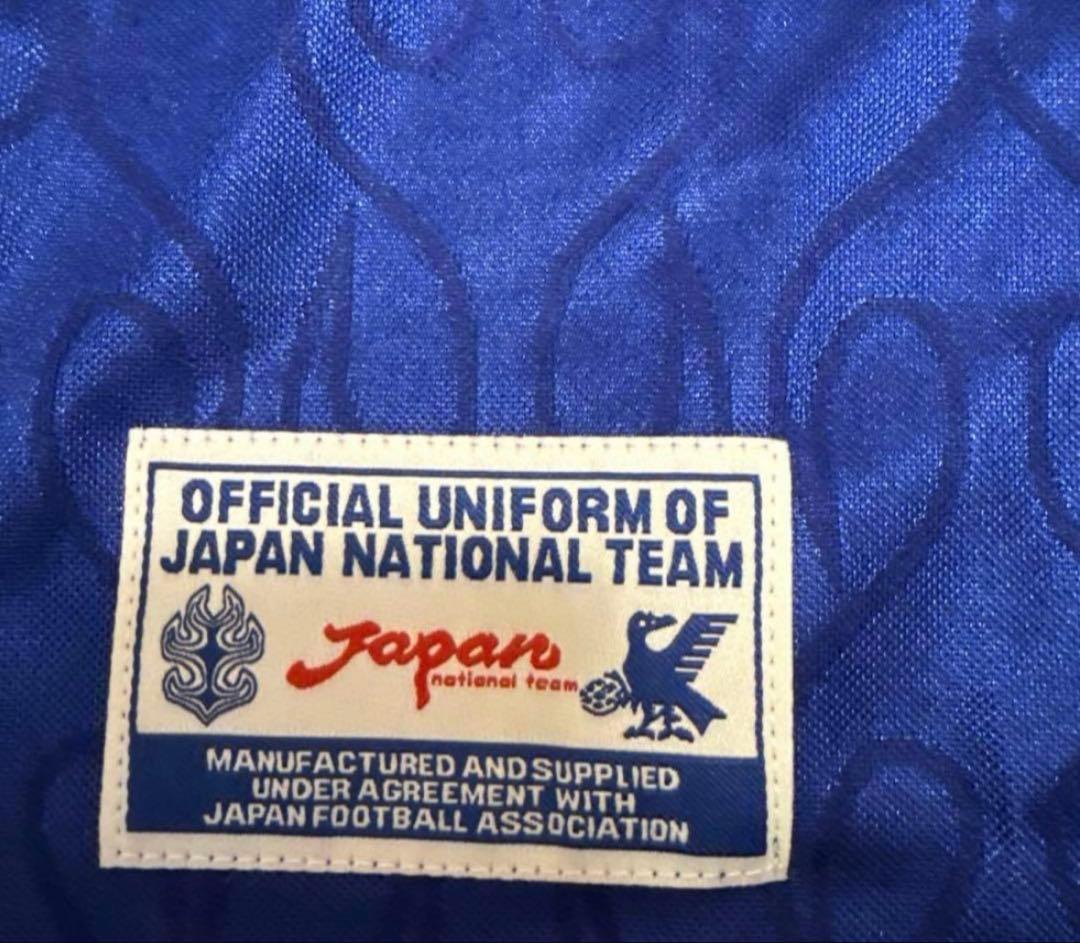 OFFICIAL UNIFORM OF
JAPAN NATIONAL TEAM
Japan
national team
MANUFACTURED AND SUPPLIED
UNDER AGREEMENT WITH
JAPAN FOOTBALL ASSOCIATION